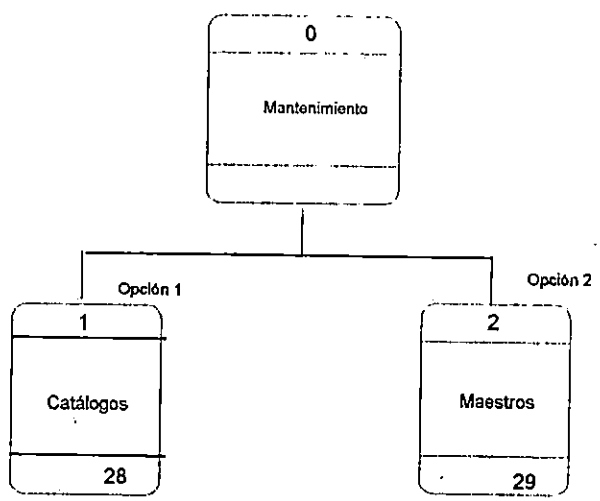 0
Mantenimiento
Opción 1
Opción 2
1
2
Catálogos
Maestros
28
29